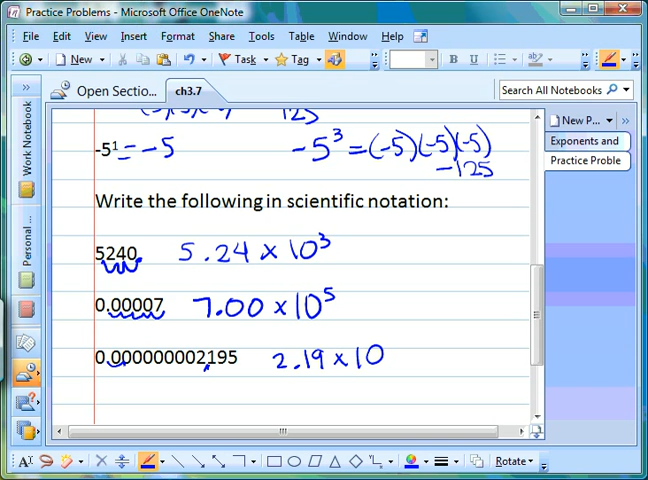 Practice Problems - Microsoft Office OneNote
File Edit View Insert Format Share Tools Table Window Help
New Task Tag B U ab
Open Sectio... ch3.7 Search All Notebooks
Work Notebook
Personal...
New P...
Exponents and
Practice Proble
125
-5¹ = -5 -5³ = (-5)(-5)(-5)
-125
Write the following in scientific notation:
5240. 5.24 x 10³
0.00007 7.00 x 10⁵
0.000000002195 2.19 x 10
A Rotate